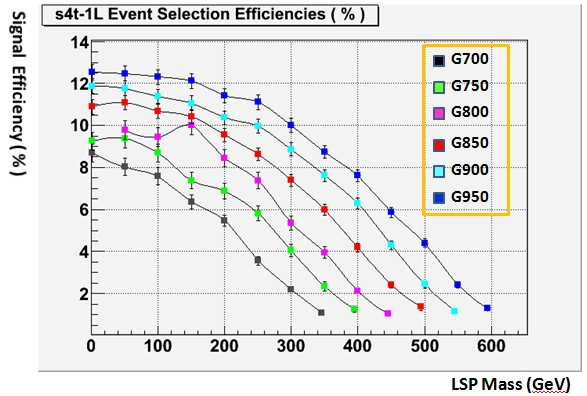 s4t-1L Event Selection Efficiencies ( % )
Signal Efficiency ( % )
14
12
10
8
6
4
2
0 100 200 300 400 500 600
G700
G750
G800
G850
G900
G950
LSP Mass (GeV)